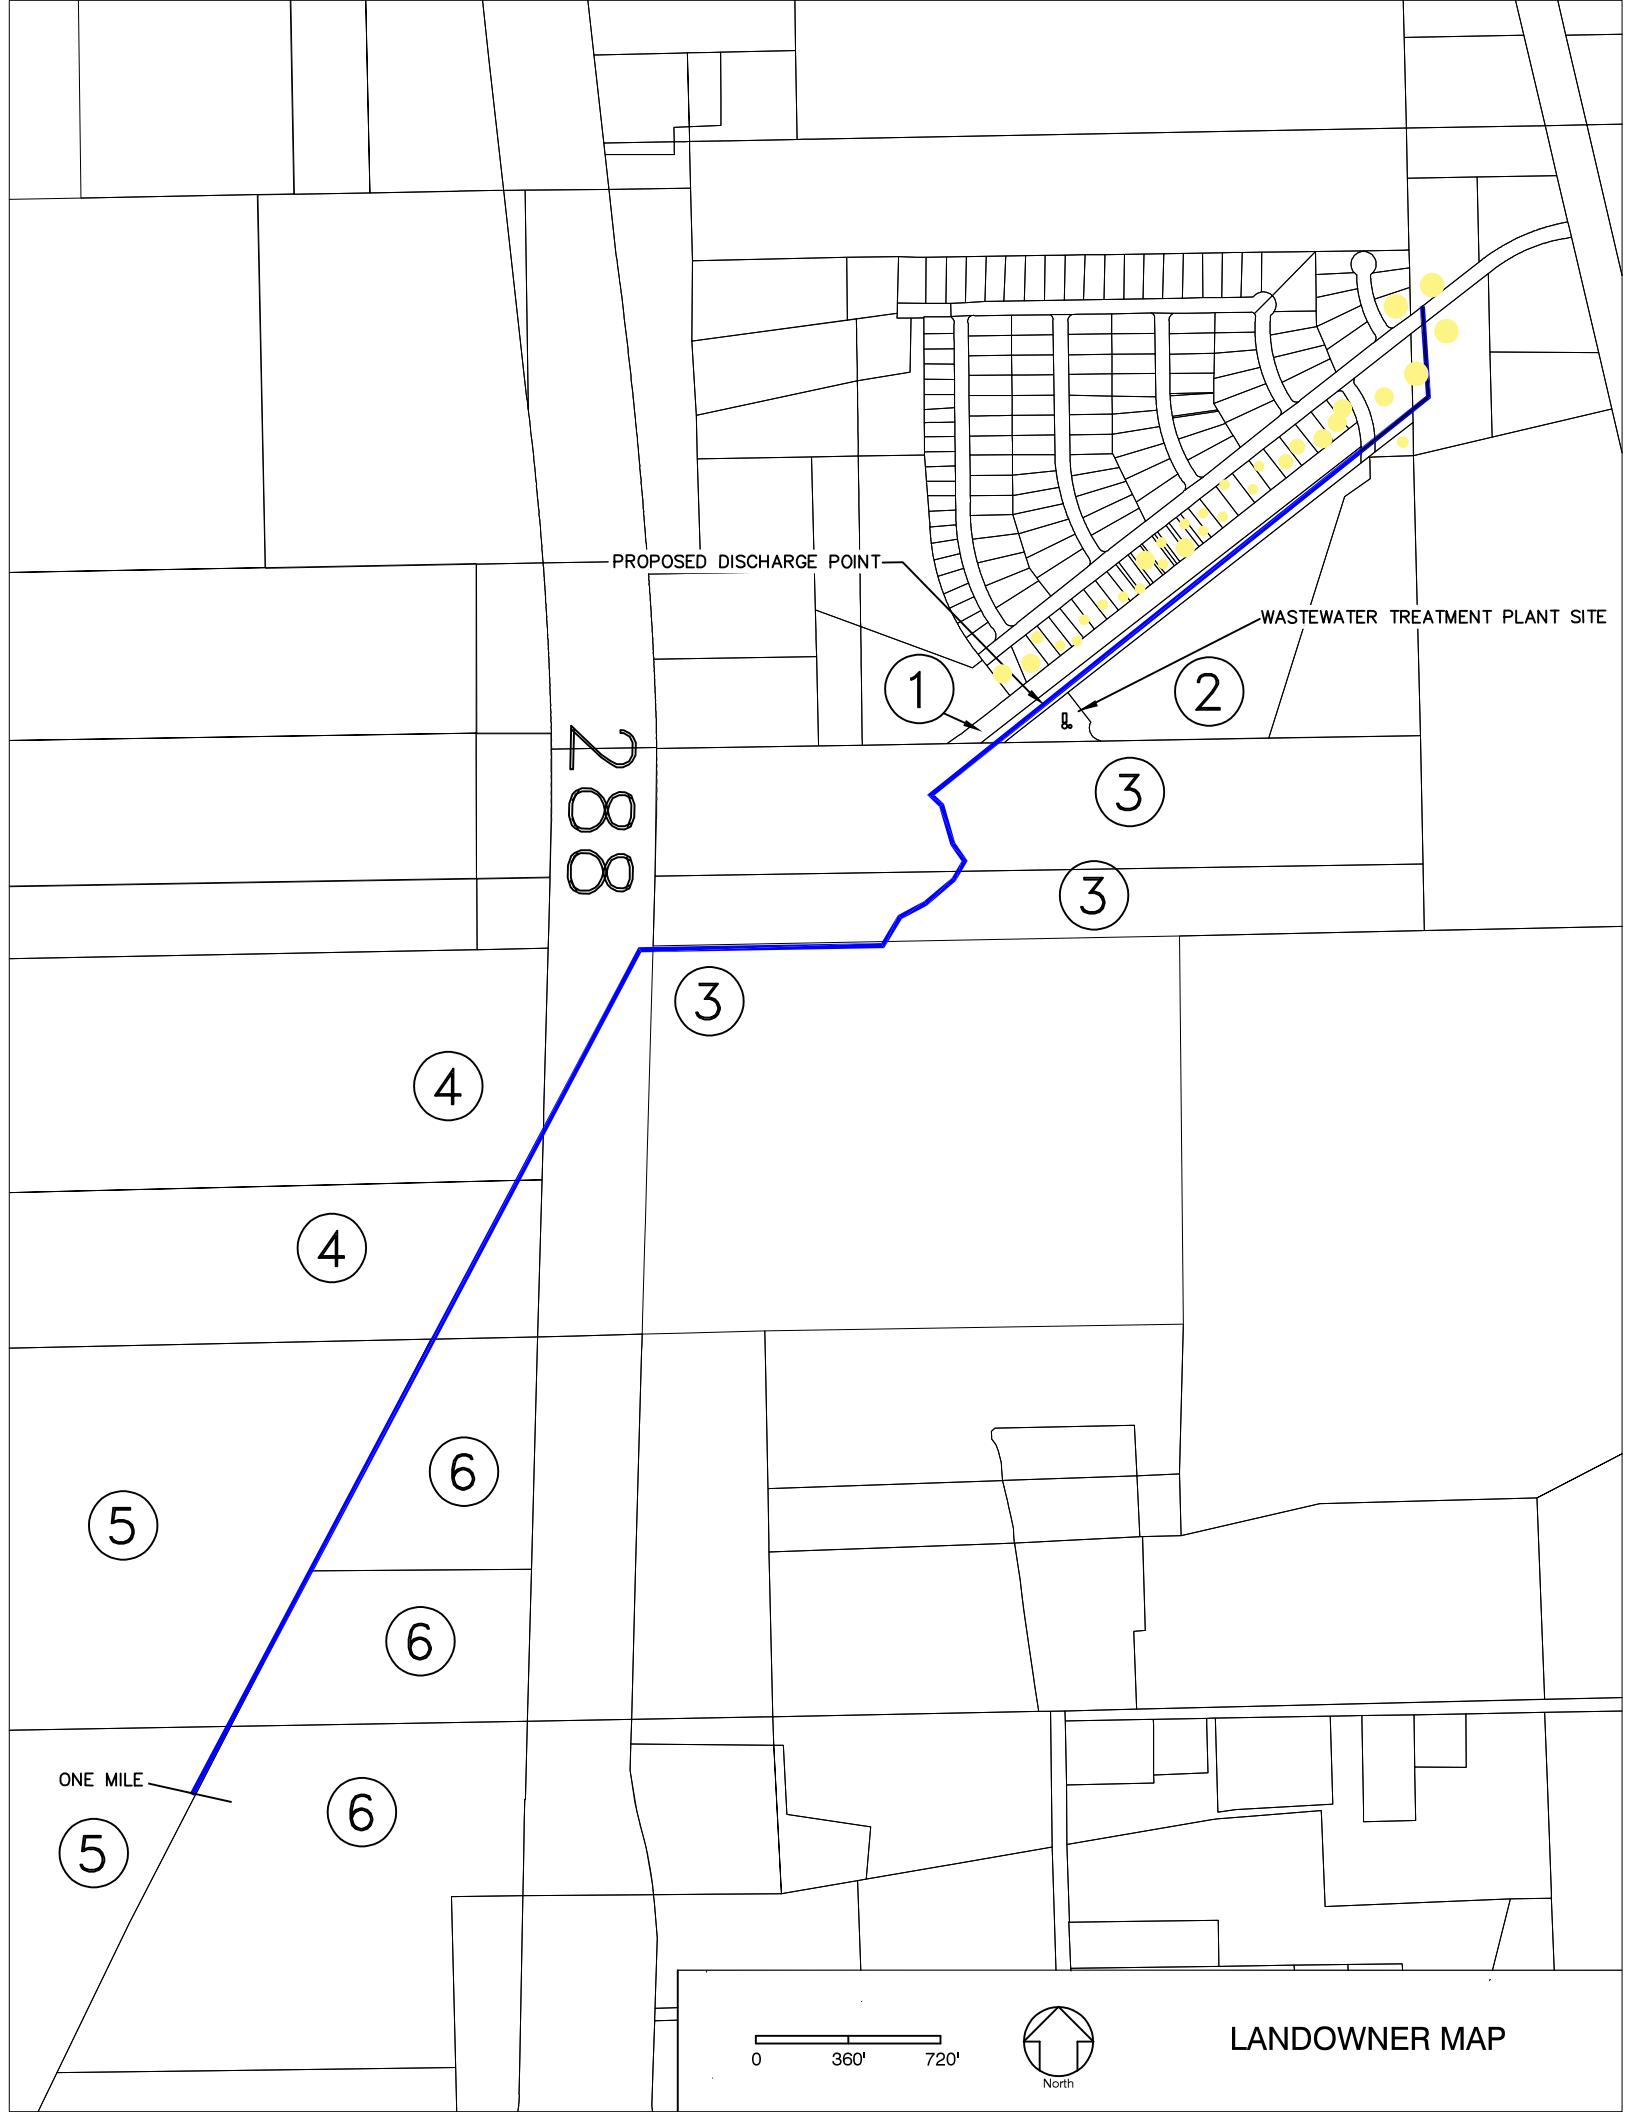 PROPOSED DISCHARGE POINT
WASTEWATER TREATMENT PLANT SITE
1
2
288
3
3
3
4
4
6
5
6
ONE MILE
6
5
0 360' 720'
North
LANDOWNER MAP